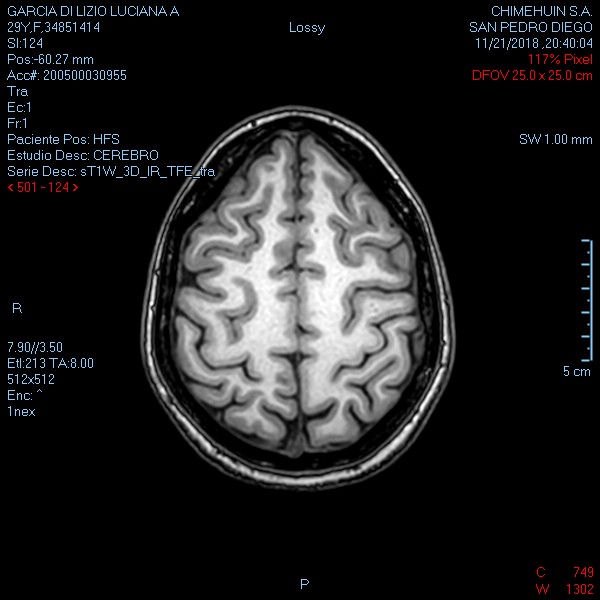 GARCIA DI LIZIO LUCIANA A
29Y,F,34851414
SI:124
Pos:-60.27 mm
Acc#: 200500030955
Tra
Ec:1
Fr:1
Paciente Pos: HFS
Estudio Desc: CEREBRO
Serie Desc: sT1W_3D_IR_TFE_tra
< 501 - 124 >
Lossy
CHIMEHUIN S.A.
SAN PEDRO DIEGO
11/21/2018 ,20:40:04
117% Pixel
DFOV 25.0 x 25.0 cm
SW 1.00 mm
R
7.90//3.50
Etl:213 TA:8.00
512x512
Enc: ^
1nex
5 cm
P
C 749
W 1302